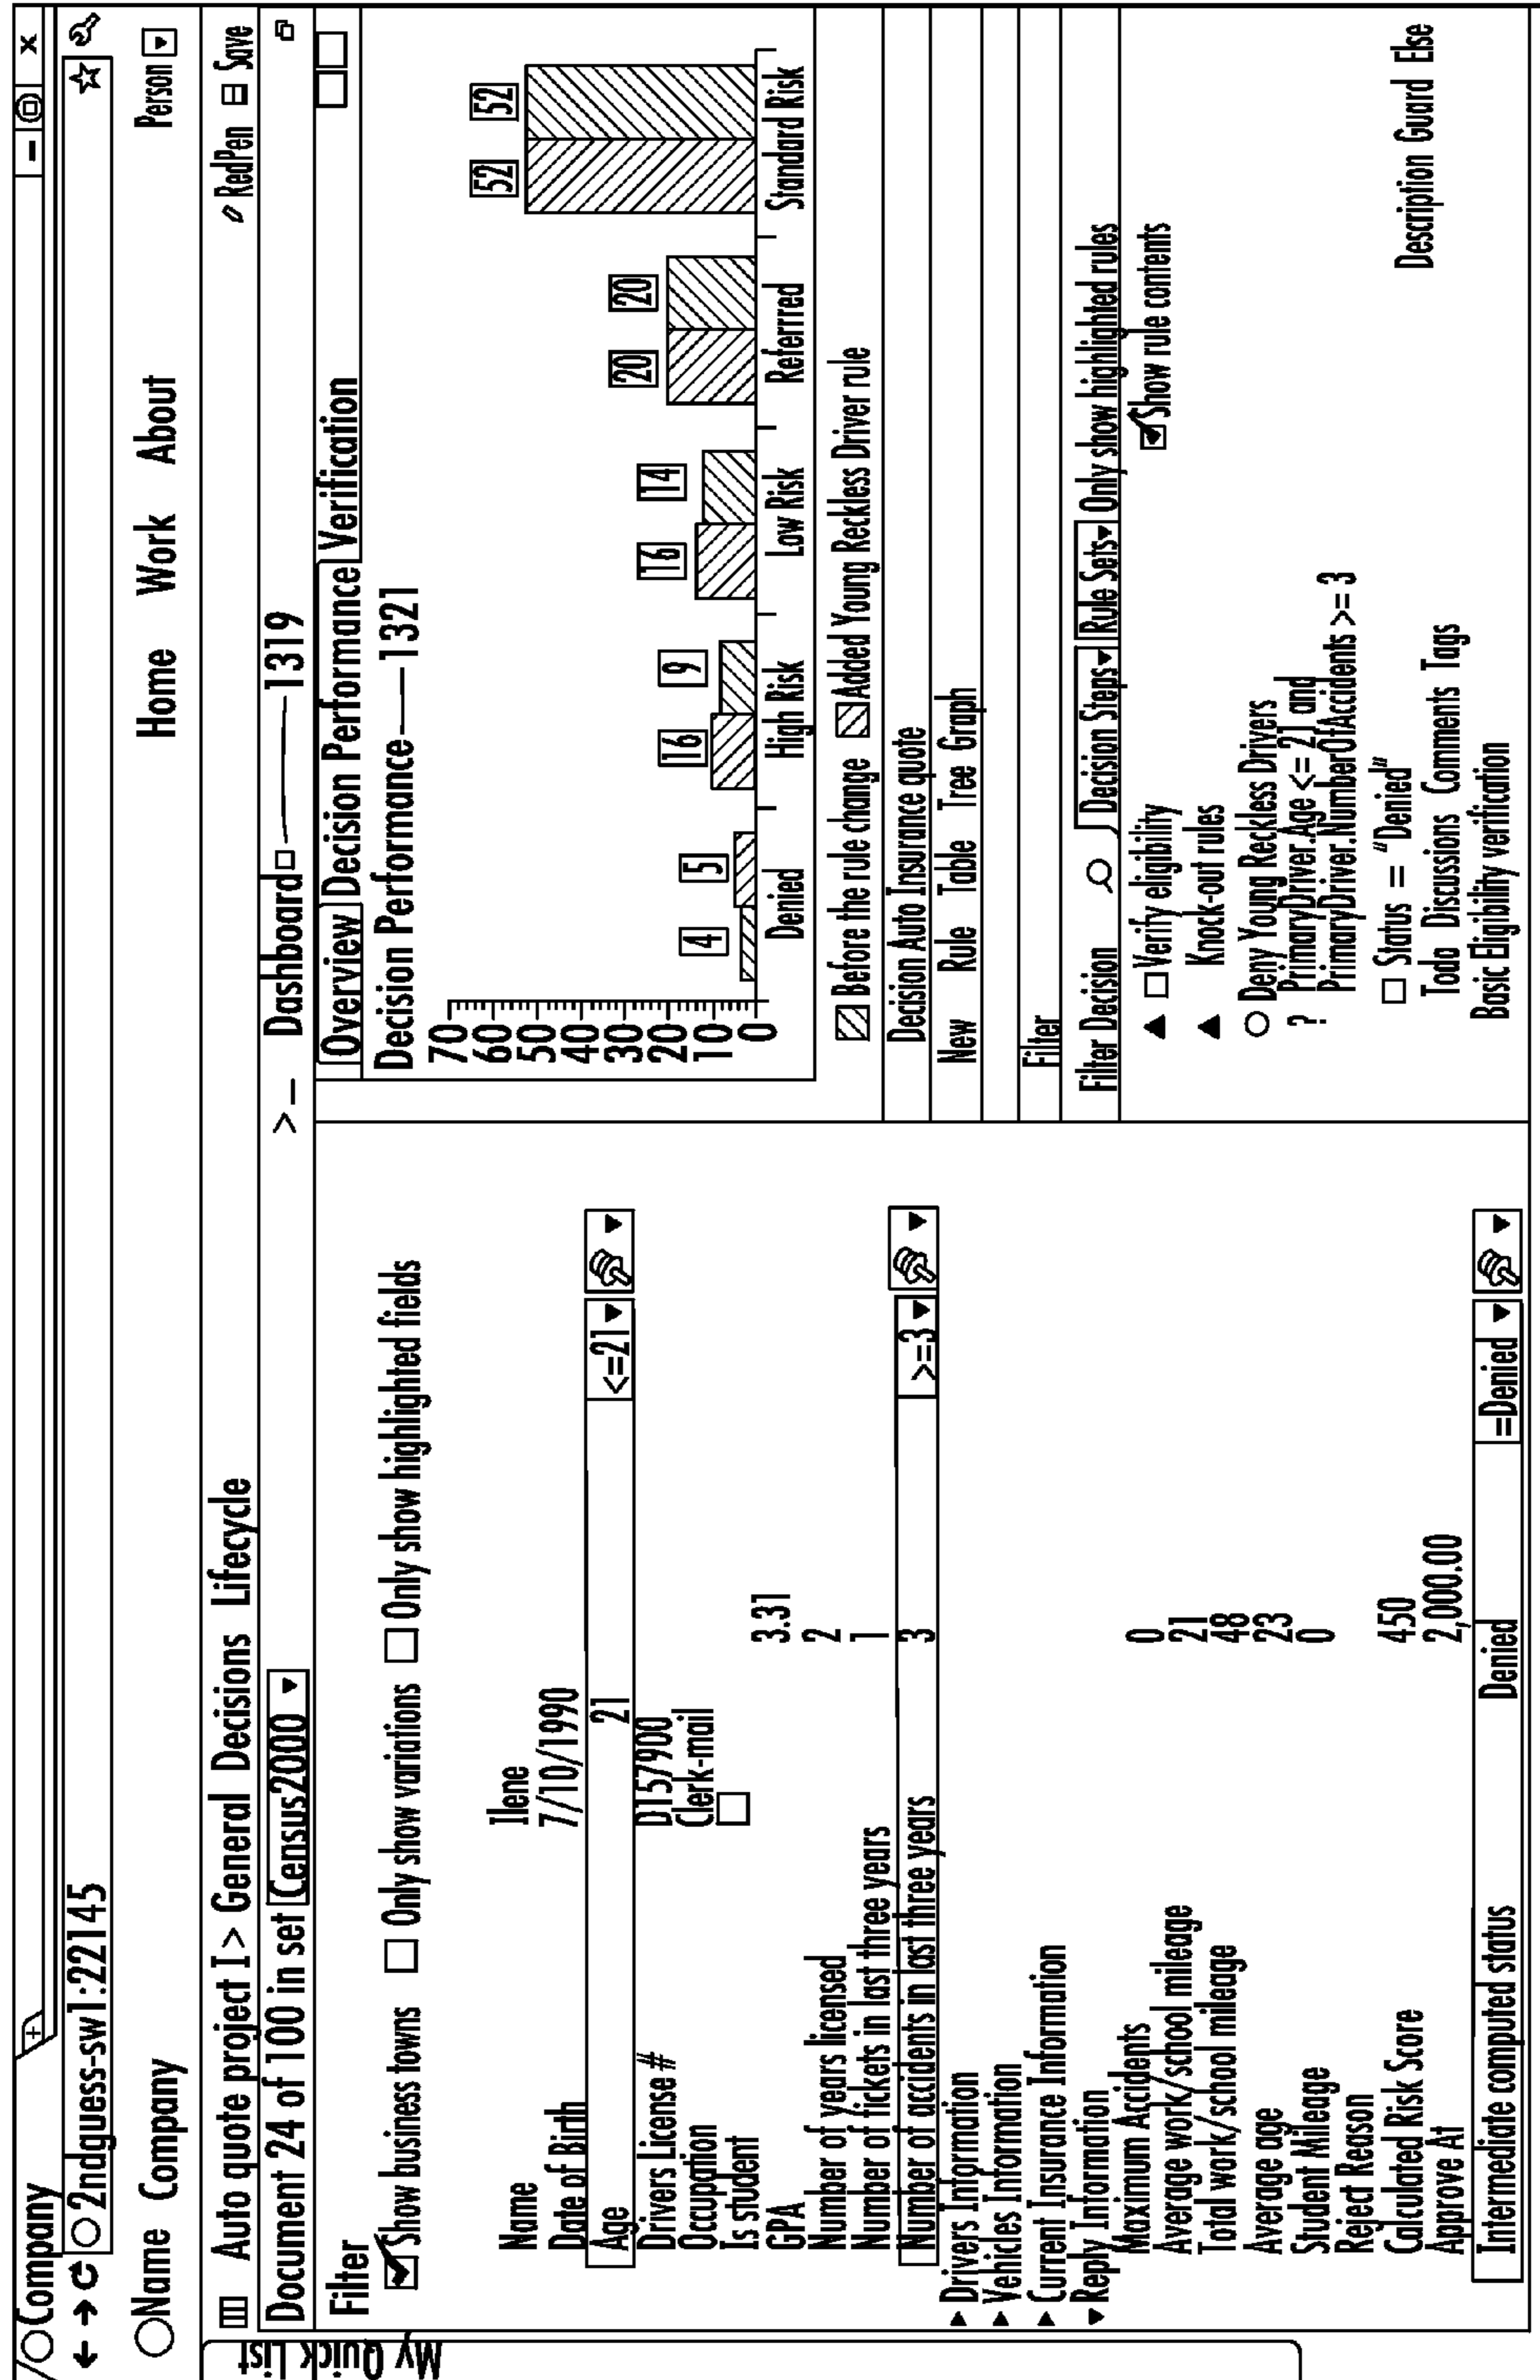 Company
2ndguess-sw1:22145
Name Company Home Work About Person
Auto quote project I > General Decisions Lifecycle RedPen Save
Document 24 of 100 in set Census2000 >_ Dashboard 1319
My Quick List
Filter
Show business towns Only show variations Only show highlighted fields
Name Ilene
Date of Birth 7/10/1990
Age 21 <=21
Drivers License # D157900
Occupation Clerk-mail
Is student
GPA 3.31
Number of years licensed 2
Number of tickets in last three years 1
Number of accidents in last three years 3 >=3
Drivers Information
Vehicles Information
Current Insurance Information
Reply Information
Maximum Accidents 0
Average work/school mileage 21
Total work/school mileage 48
Average age 23
Student Mileage 0
Reject Reason
Calculated Risk Score 450
Approve At 2,000.00
Intermediate computed status Denied =Denied
Overview Decision Performance Verification
Decision Performance 1321
70
60
50
40
30
20
10
0
4 5 16 9 16 14 20 20 52 52
Denied High Risk Low Risk Referrred Standard Risk
Before the rule change Added Young Reckless Driver rule
Decision Auto Insurance quote
New Rule Table Tree Graph
Filter
Filter Decision Decision Steps Rule Sets Only show highlighted rules
Verify eligibility Show rule contents
Knock-out rules
Deny Young Reckless Drivers
? PrimaryDriver.Age <= 21 and
PrimaryDriver.NumberOfAccidents >= 3
Status = "Denied" Description Guard Else
Todo Discussions Comments Tags
Basic Eligibility verification